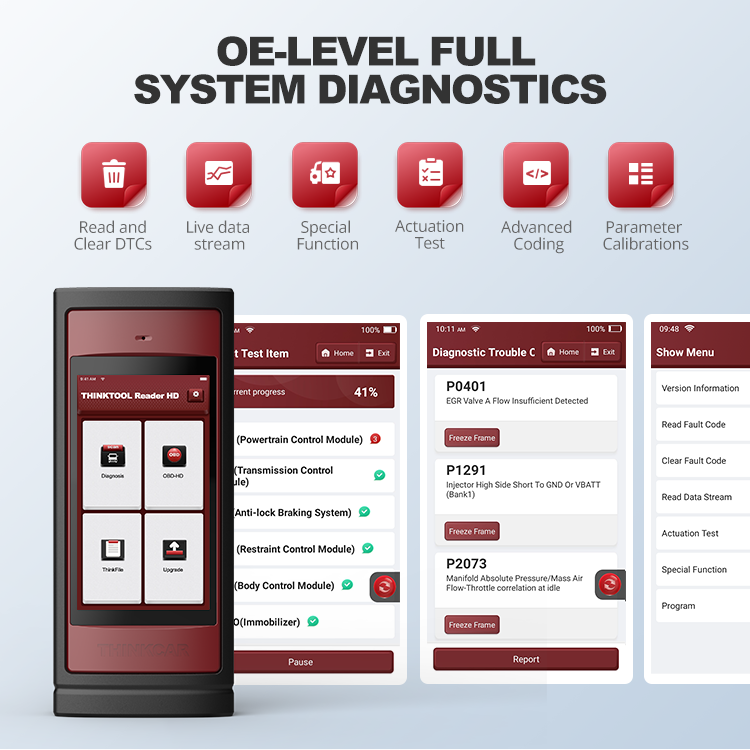 OE-LEVEL FULL
SYSTEM DIAGNOSTICS
Read and
Clear DTCs
Live data
stream
Special
Function
Actuation
Test
Advanced
Coding
Parameter
Calibrations
9:41 AM
THINKTOOL Reader HD
Diagnosis
OBD
OBD-HD
ThinkFile
Upgrade
THINKCAR
AM
100%
t Test Item
Home
Exit
rrent progress
41%
(Powertrain Control Module)
3
(Transmission Control
ule)
(Anti-lock Braking System)
(Restraint Control Module)
(Body Control Module)
O(Immobilizer)
Pause
10:11 AM
100%
Diagnostic Trouble C
Home
Exit
P0401
EGR Valve A Flow Insufficient Detected
Freeze Frame
P1291
Injector High Side Short To GND Or VBATT
(Bank1)
Freeze Frame
P2073
Manifold Absolute Pressure/Mass Air
Flow-Throttle correlation at idle
Freeze Frame
Report
09:48
Show Menu
Version Information
Read Fault Code
Clear Fault Code
Read Data Stream
Actuation Test
Special Function
Program